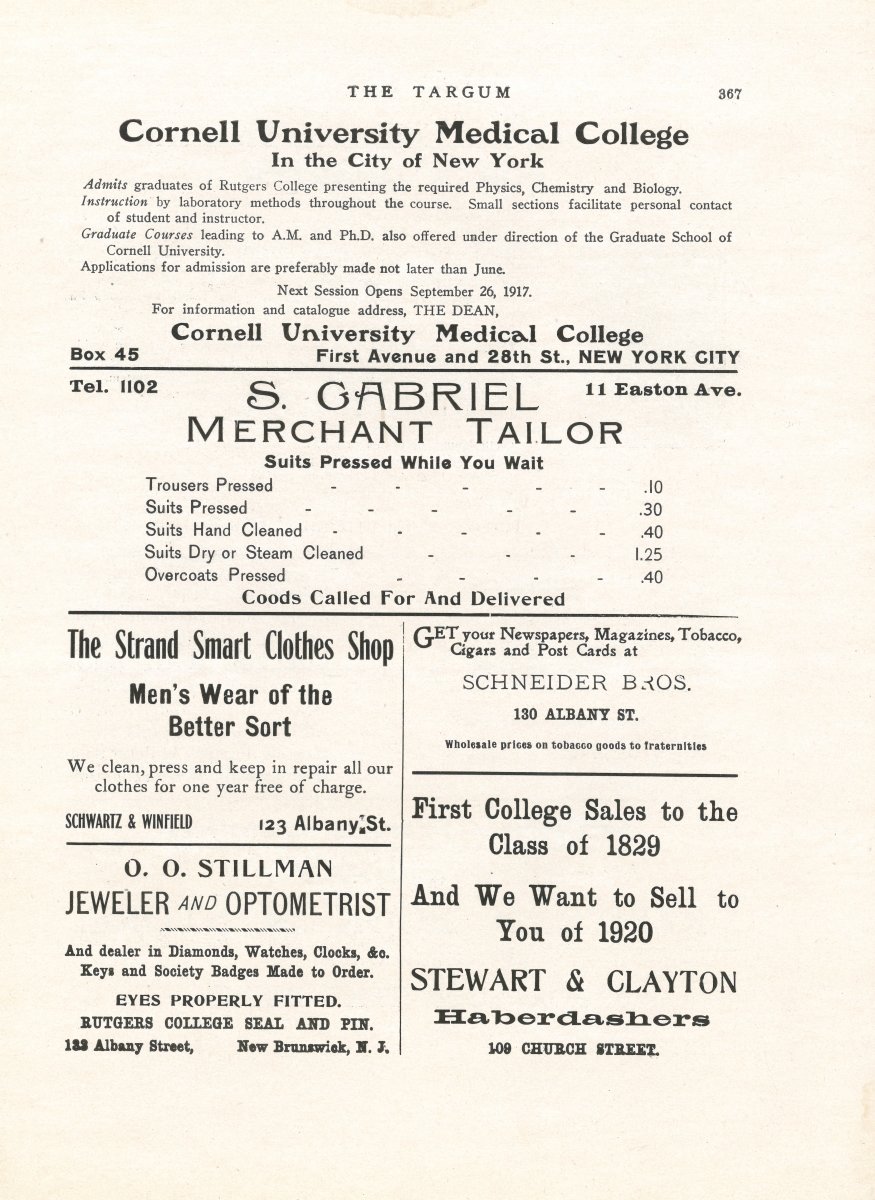 THE TARGUM 367
Cornell University Medical College
In the City of New York
Admits graduates of Rutgers College presenting the required Physics, Chemistry and Biology.
Instruction by laboratory methods throughout the course. Small sections facilitate personal contact
of student and instructor.
Graduate Courses leading to A.M. and Ph.D. also offered under direction of the Graduate School of
Cornell University.
Applications for admission are preferably made not later than June.
Next Session Opens September 26, 1917.
For information and catalogue address, THE DEAN,
Cornell University Medical College
Box 45 First Avenue and 28th St., NEW YORK CITY
Tel. 1102 S. GABRIEL 11 Easton Ave.
MERCHANT TAILOR
Suits Pressed While You Wait
Trousers Pressed - - - - - .10
Suits Pressed - - - - - .30
Suits Hand Cleaned - - - - - .40
Suits Dry or Steam Cleaned - - - 1.25
Overcoats Pressed - - - - .40
Goods Called For And Delivered
The Strand Smart Clothes Shop
Men's Wear of the
Better Sort
We clean, press and keep in repair all our
clothes for one year free of charge.
SCHWARTZ & WINFIELD 123 Albany St.
O. O. STILLMAN
JEWELER AND OPTOMETRIST
And dealer in Diamonds, Watches, Clocks, &c.
Keys and Society Badges Made to Order.
EYES PROPERLY FITTED.
RUTGERS COLLEGE SEAL AND PIN.
Albany Street, New Brunswick, N. J.
GET your Newspapers, Magazines, Tobacco,
Cigars and Post Cards at
SCHNEIDER BROS.
130 ALBANY ST.
Wholesale prices on tobacco goods to fraternities
First College Sales to the
Class of 1829
And We Want to Sell to
You of 1920
STEWART & CLAYTON
Haberdashers
109 CHURCH STREET.